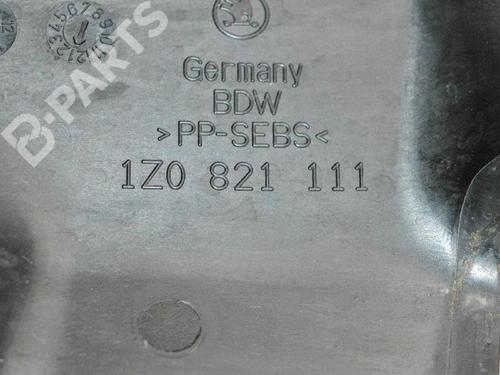 Germany
BDW
>PP-SEBS<
1Z0 821 111
B-PARTS